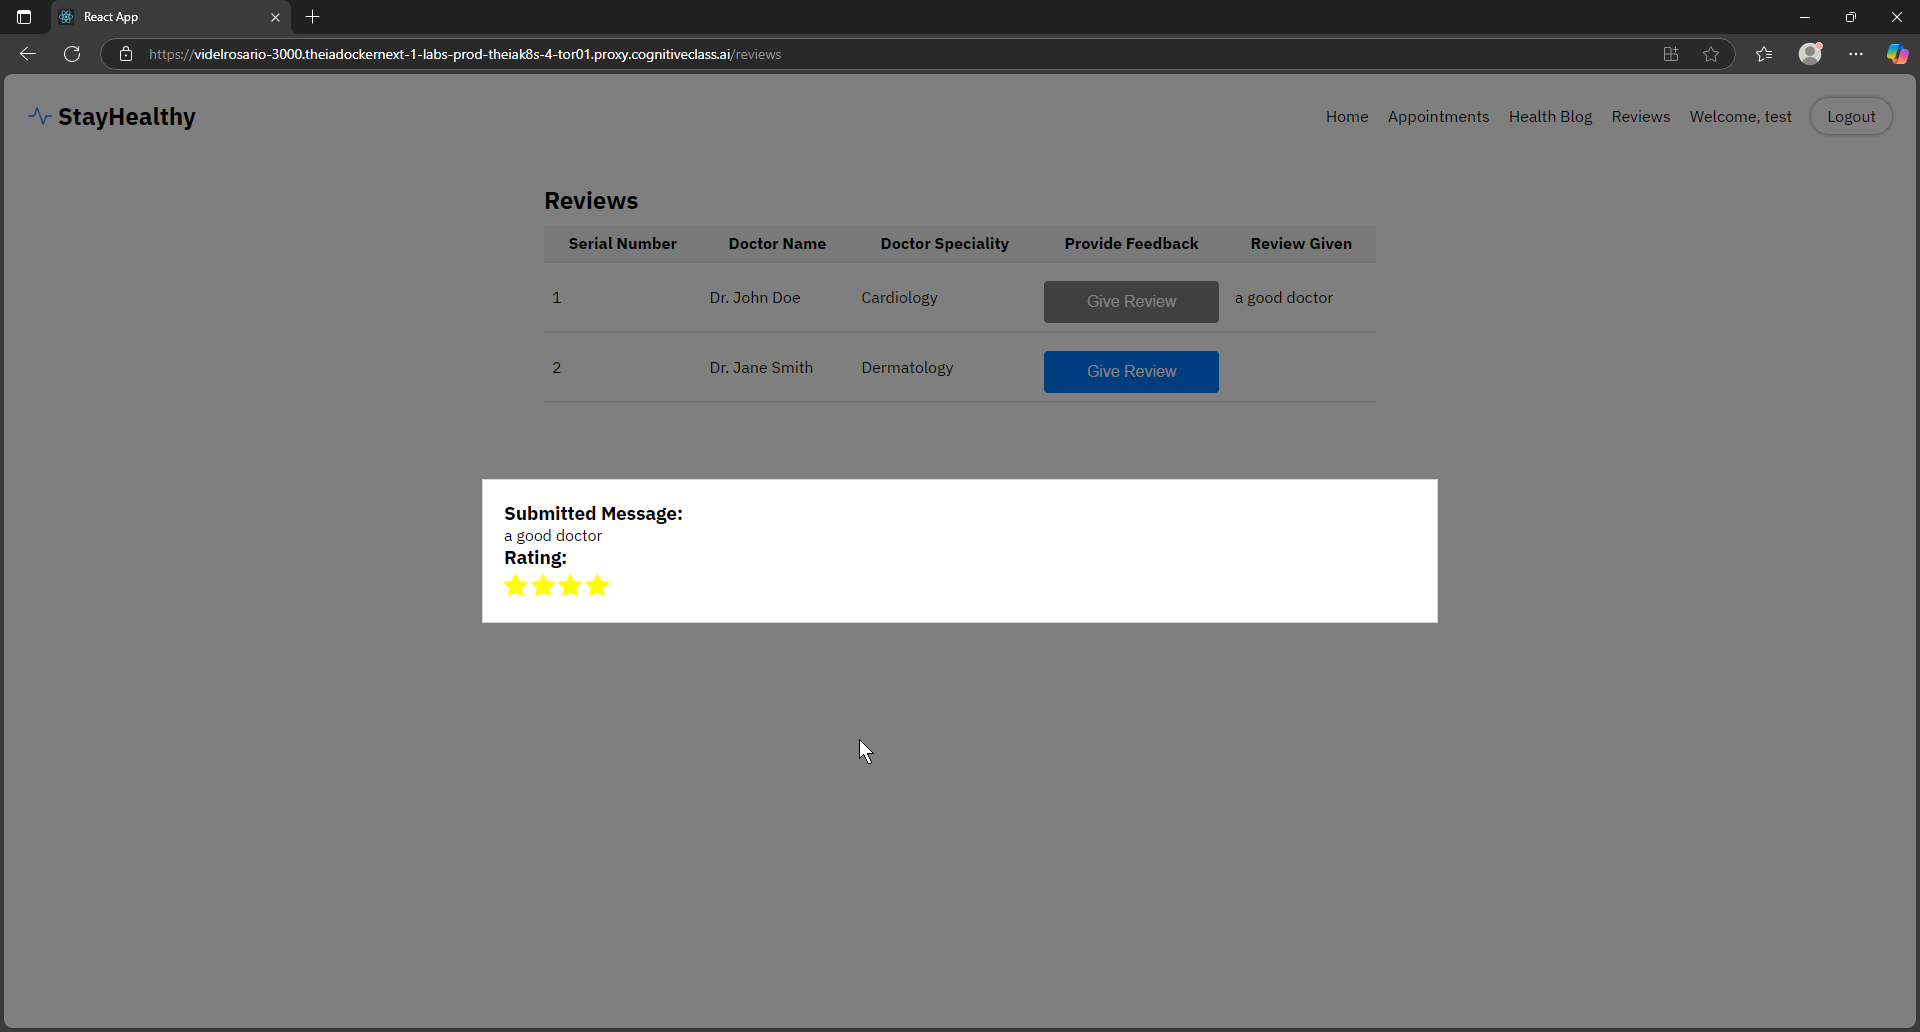 React App
https://videlrosario-3000.theiadockernext-1-labs-prod-theiak8s-4-tor01.proxy.cognitiveclass.ai/reviews
StayHealthy
Home Appointments Health Blog Reviews Welcome, test Logout
Reviews
Serial Number Doctor Name Doctor Speciality Provide Feedback Review Given
1 Dr. John Doe Cardiology Give Review a good doctor
2 Dr. Jane Smith Dermatology Give Review
Submitted Message:
a good doctor
Rating: